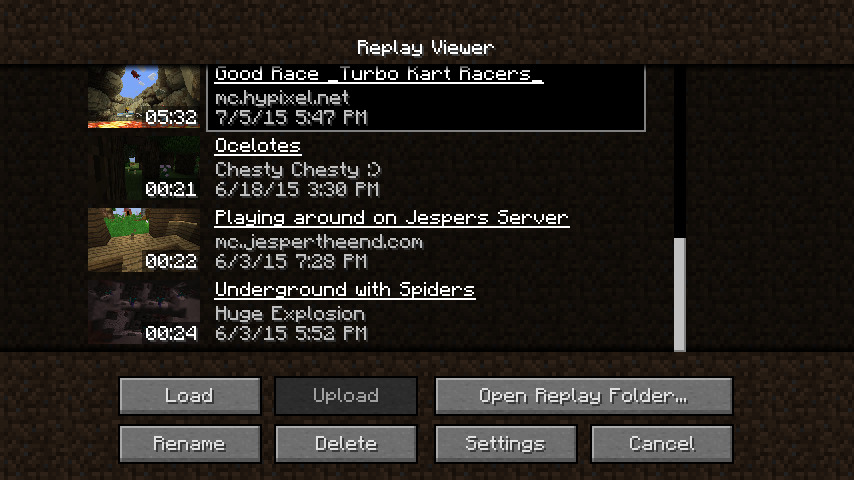 Replay Viewer
Good Race _Turbo Kart Racers_
mc.hypixel.net
05:32
7/5/15 5:47 PM
Ocelotes
Chesty Chesty :)
00:21
6/18/15 3:30 PM
Playing around on Jespers Server
mc.jespertheend.com
00:22
6/3/15 7:28 PM
Underground with Spiders
Huge Explosion
00:24
6/3/15 5:52 PM
Load
Upload
Open Replay Folder...
Rename
Delete
Settings
Cancel